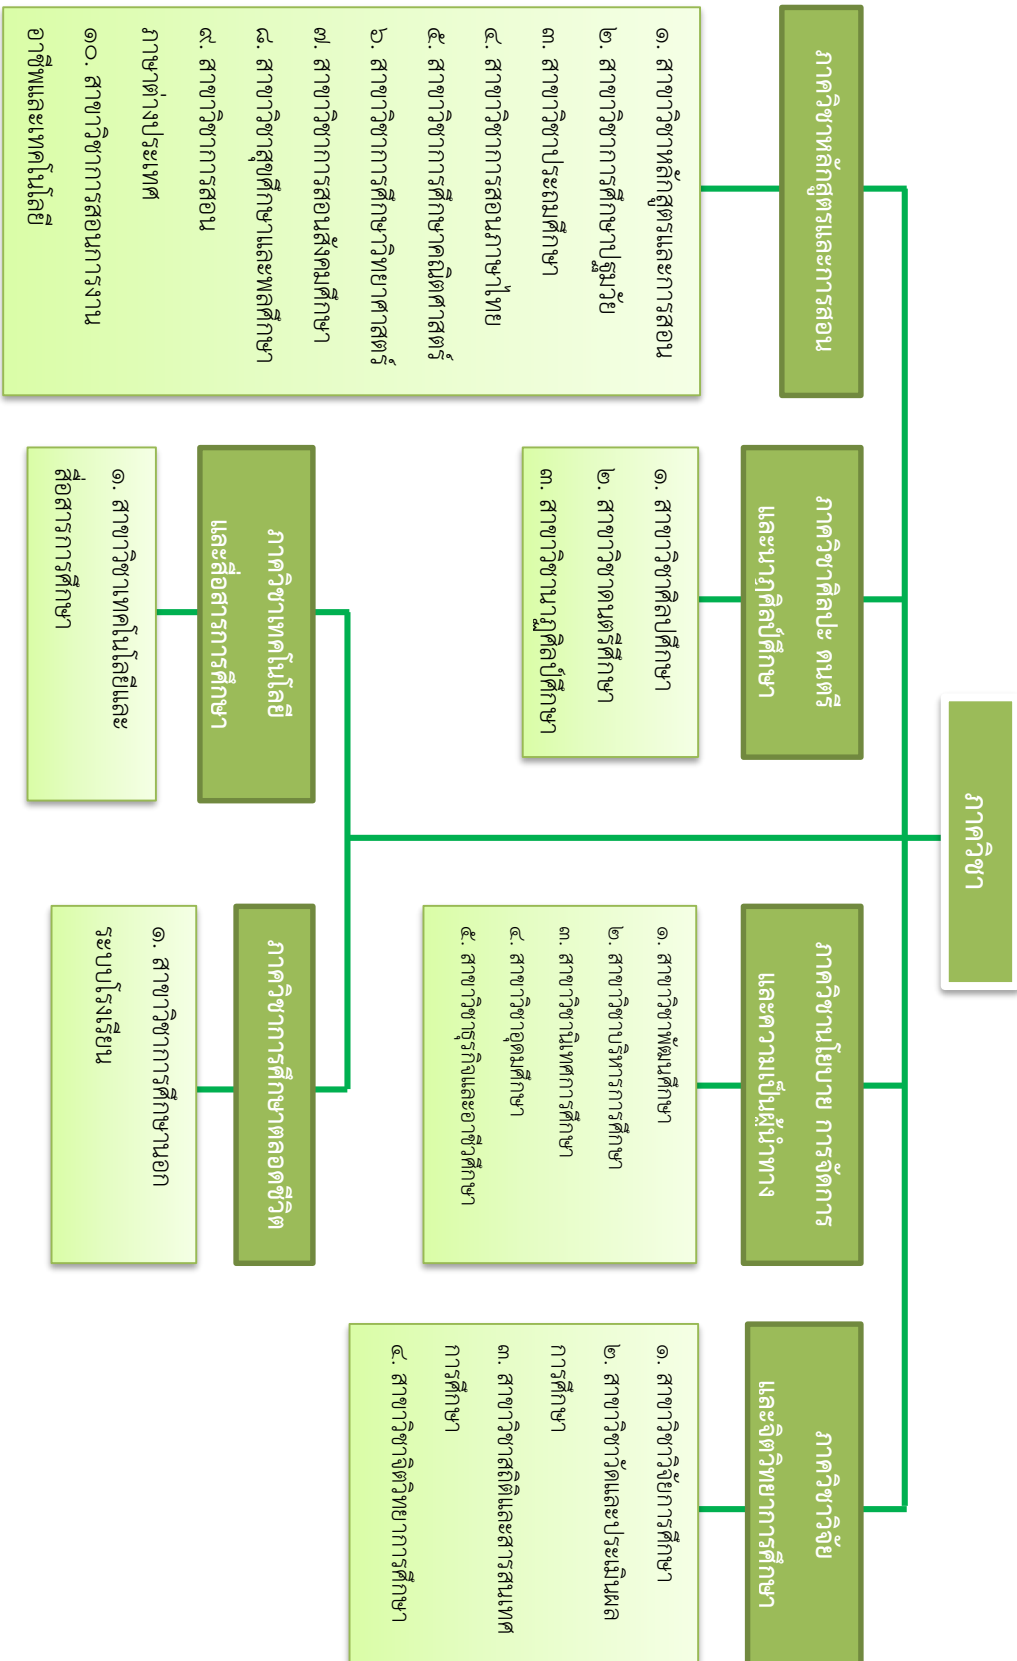 ภาควิชา
ภาควิชาหลักสูตรและการสอน
๑. สาขาวิชาหลักสูตรและการสอน
๒. สาขาวิชาการศึกษาปฐมวัย
๓. สาขาวิชาประถมศึกษา
๔. สาขาวิชาการสอนภาษาไทย
๕. สาขาวิชาการศึกษาคณิตศาสตร์
๖. สาขาวิชาการศึกษาวิทยาศาสตร์
๗. สาขาวิชาการสอนสังคมศึกษา
๘. สาขาวิชาสุขศึกษาและพลศึกษา
๙. สาขาวิชาการสอน
ภาษาต่างประเทศ
๑๐. สาขาวิชาการสอนการงาน
อาชีพและเทคโนโลยี
ภาควิชาศิลปะ ดนตรี
และนาฏศิลป์ศึกษา
๑. สาขาวิชาศิลปศึกษา
๒. สาขาวิชาดนตรีศึกษา
๓. สาขาวิชานาฏศิลป์ศึกษา
ภาควิชานโยบาย การจัดการ
และความเป็นผู้นำทาง
๑. สาขาวิชาพัฒนศึกษา
๒. สาขาวิชาบริหารการศึกษา
๓. สาขาวิชานิเทศการศึกษา
๔. สาขาวิชาอุดมศึกษา
๕. สาขาวิชาธุรกิจและอาชีวศึกษา
ภาควิชาวิจัย
และจิตวิทยาการศึกษา
๑. สาขาวิชาวิจัยการศึกษา
๒. สาขาวิชาวัดและประเมินผล
การศึกษา
๓. สาขาวิชาสถิติและสารสนเทศ
การศึกษา
๔. สาขาวิชาจิตวิทยาการศึกษา
ภาควิชาเทคโนโลยี
และสื่อสารการศึกษา
๑. สาขาวิชาเทคโนโลยีและ
สื่อสารการศึกษา
ภาควิชาการศึกษาตลอดชีวิต
๑. สาขาวิชาการศึกษานอก
ระบบโรงเรียน